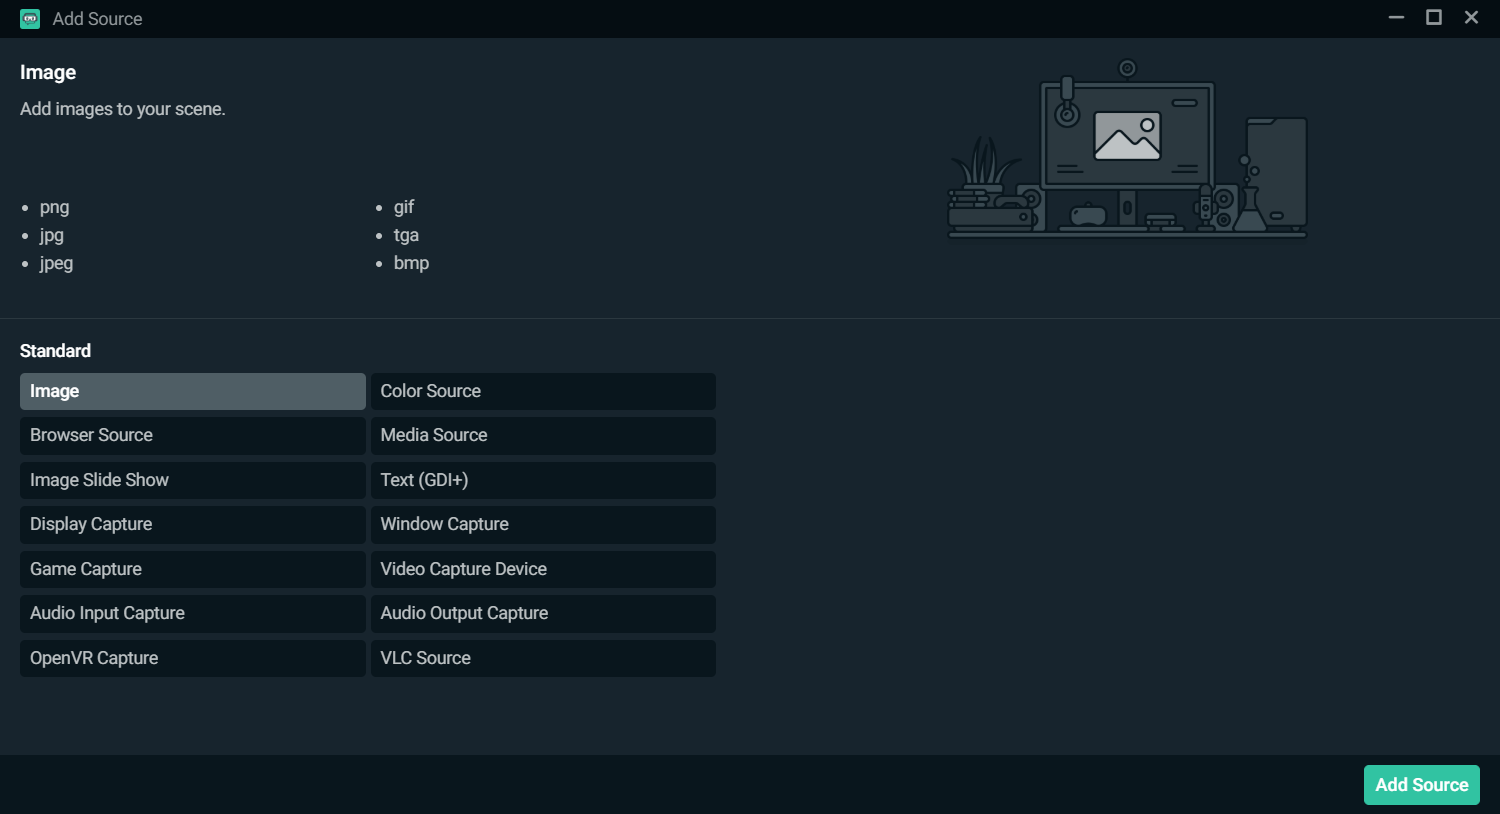 Add Source
Image
Add images to your scene.
png
jpg
jpeg
gif
tga
bmp
Standard
Image
Color Source
Browser Source
Media Source
Image Slide Show
Text (GDI+)
Display Capture
Window Capture
Game Capture
Video Capture Device
Audio Input Capture
Audio Output Capture
OpenVR Capture
VLC Source
Add Source